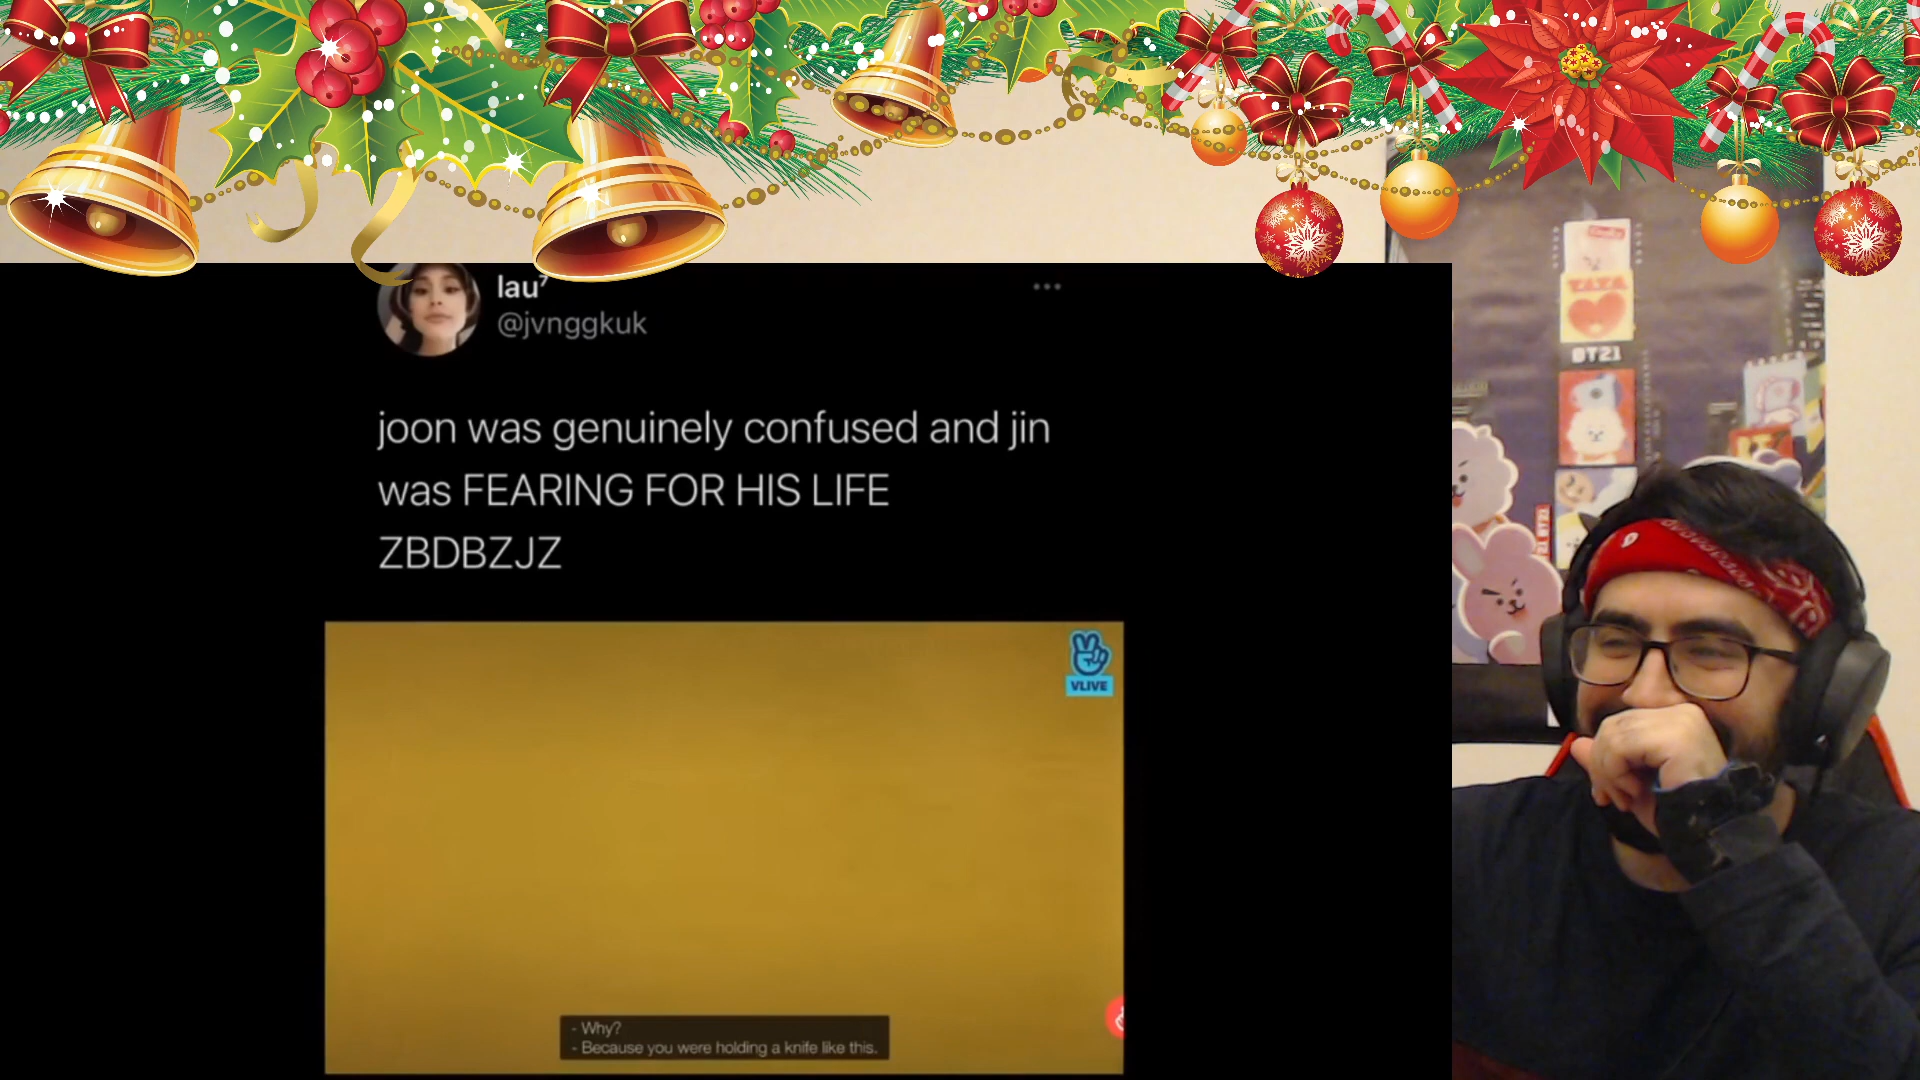 lau⁷
@jvnggkuk
joon was genuinely confused and jin
was FEARING FOR HIS LIFE
ZBDBZJZ
VLIVE
- Why?
- Because you were holding a knife like this.
TATA
BT21